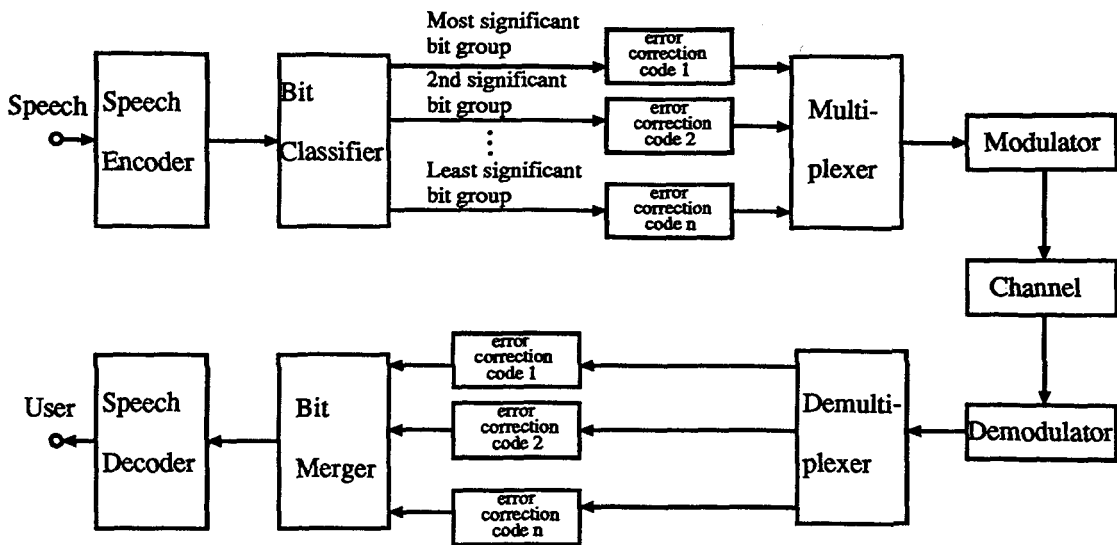 Speech
Speech
Encoder
Bit
Classifier
Most significant
bit group
2nd significant
bit group
Least significant
bit group
error
correction
code 1
error
correction
code 2
error
correction
code n
Multi-
plexer
Modulator
Channel
Demodulator
Demulti-
plexer
error
correction
code 1
error
correction
code 2
error
correction
code n
Bit
Merger
Speech
Decoder
User